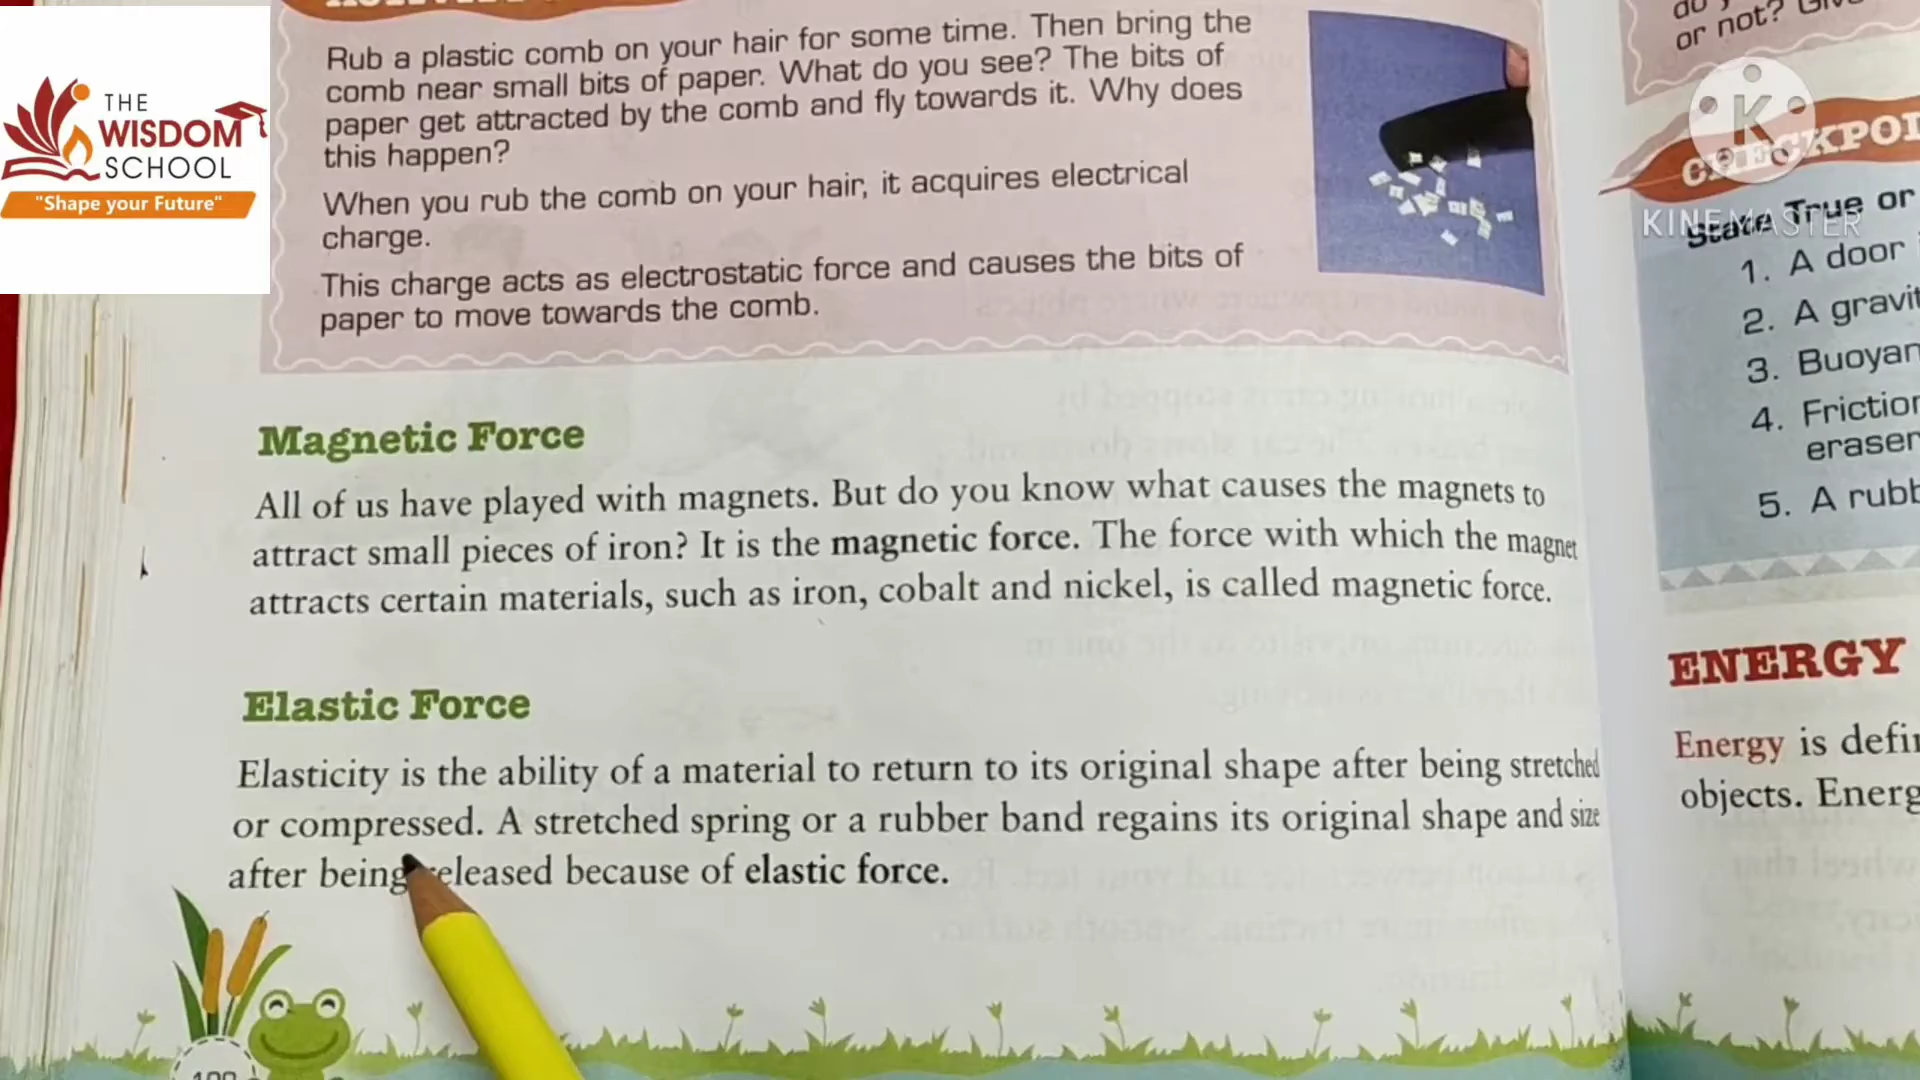 THE
WISDOM
SCHOOL
"Shape your Future"
Rub a plastic comb on your hair for some time. Then bring the
comb near small bits of paper. What do you see? The bits of
paper get attracted by the comb and fly towards it. Why does
this happen?
When you rub the comb on your hair, it acquires electrical
charge.
This charge acts as electrostatic force and causes the bits of
paper to move towards the comb.
Magnetic Force
All of us have played with magnets. But do you know what causes the magnets to
attract small pieces of iron? It is the magnetic force. The force with which the magnet
attracts certain materials, such as iron, cobalt and nickel, is called magnetic force.
Elastic Force
Elasticity is the ability of a material to return to its original shape after being stretched
or compressed. A stretched spring or a rubber band regains its original shape and size
after being released because of elastic force.
or not?
K
KINEMASTER
State True or
1. A door
2. A gravit
3. Buoyan
4. Friction
eraser
5. A rubb
ENERGY
Energy is defin
objects. Energ